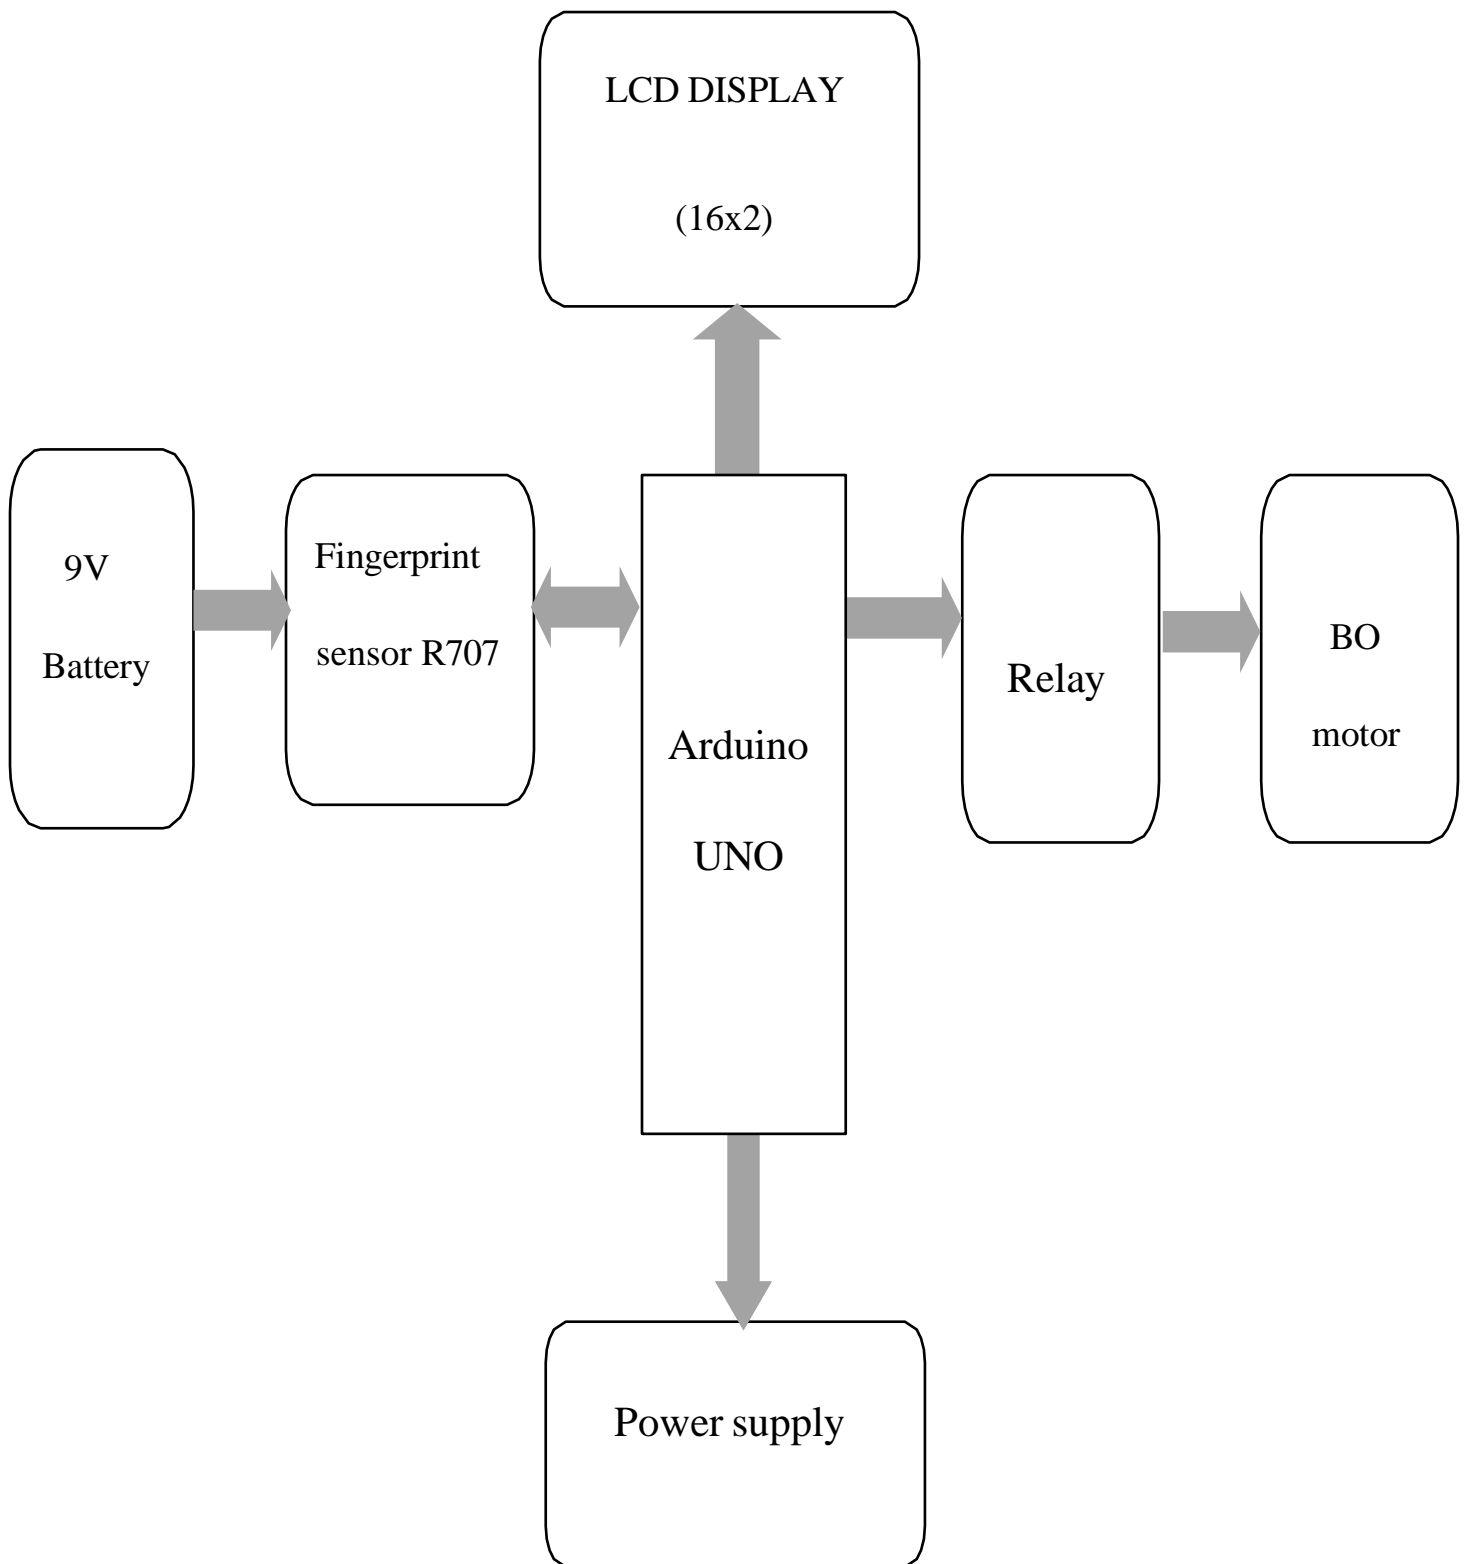 LCD DISPLAY
(16x2)
9V
Battery
Fingerprint
sensor R707
Arduino
UNO
Relay
BO
motor
Power supply